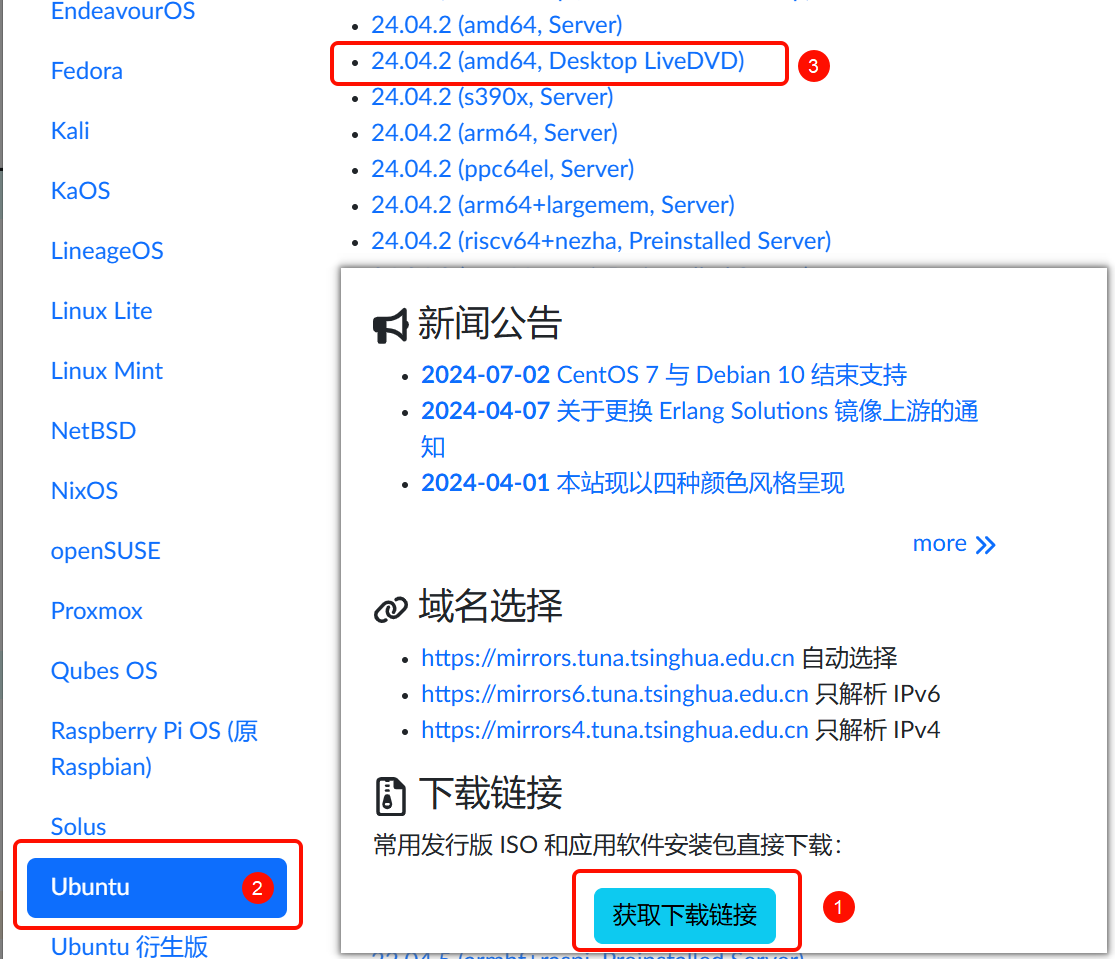 EndeavourOS
Fedora
Kali
KaOS
LineageOS
Linux Lite
Linux Mint
NetBSD
NixOS
openSUSE
Proxmox
Qubes OS
Raspberry Pi OS (原
Raspbian)
Solus
Ubuntu
2
Ubuntu 衍生版
24.04.2 (amd64, Server)
24.04.2 (amd64, Desktop LiveDVD)
3
24.04.2 (s390x, Server)
24.04.2 (arm64, Server)
24.04.2 (ppc64el, Server)
24.04.2 (arm64+largemem, Server)
24.04.2 (riscv64+nezha, Preinstalled Server)
新闻公告
2024-07-02 CentOS 7 与 Debian 10 结束支持
2024-04-07 关于更换 Erlang Solutions 镜像上游的通
知
2024-04-01 本站现以四种颜色风格呈现
more
域名选择
https://mirrors.tuna.tsinghua.edu.cn 自动选择
https://mirrors6.tuna.tsinghua.edu.cn 只解析 IPv6
https://mirrors4.tuna.tsinghua.edu.cn 只解析 IPv4
下载链接
常用发行版 ISO 和应用软件安装包直接下载：
获取下载链接
1